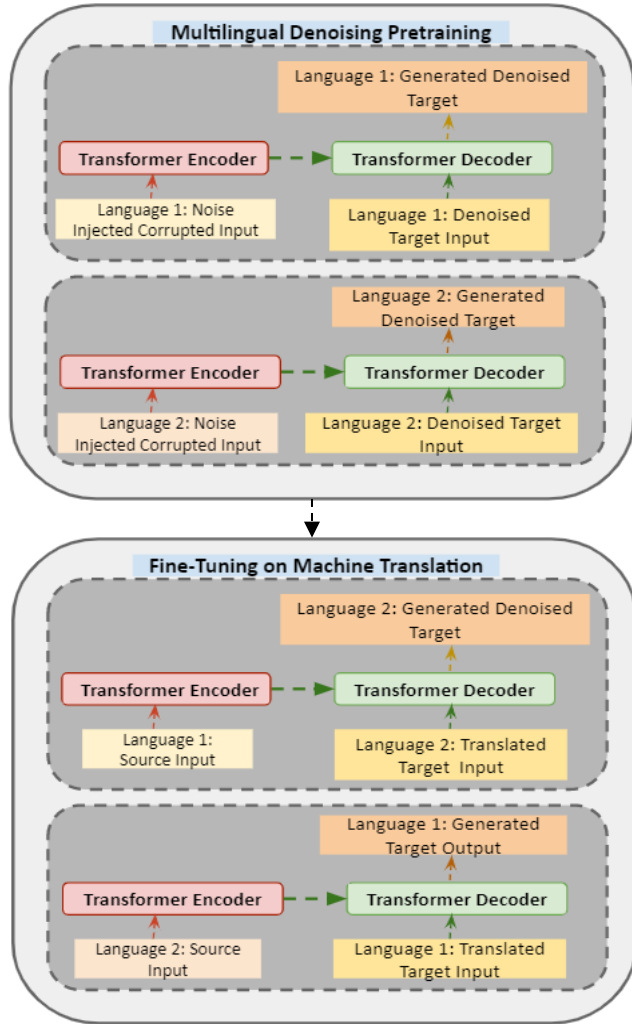 Multilingual Denoising Pretraining
Language 1: Generated Denoised
Target
Transformer Encoder
Transformer Decoder
Language 1: Noise
Injected Corrupted Input
Language 1: Denoised
Target Input
Language 2: Generated
Denoised Target
Transformer Encoder
Transformer Decoder
Language 2: Noise
Injected Corrupted Input
Language 2: Denoised Target
Input
Fine-Tuning on Machine Translation
Language 2: Generated Denoised
Target
Transformer Encoder
Transformer Decoder
Language 1:
Source Input
Language 2: Translated
Target Input
Language 1: Generated
Target Output
Transformer Encoder
Transformer Decoder
Language 2: Source
Input
Language 1: Translated
Target Input